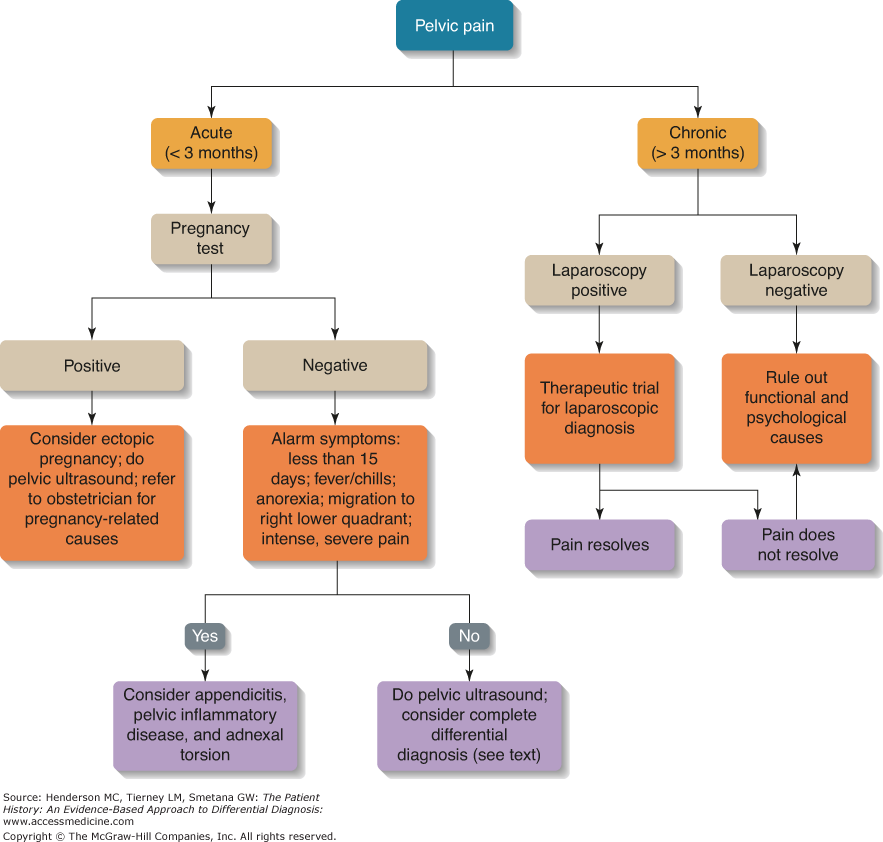 Pelvic pain
Acute
(< 3 months)
Chronic
(> 3 months)
Pregnancy
test
Laparoscopy
positive
Laparoscopy
negative
Positive
Negative
Therapeutic trial
for laparoscopic
diagnosis
Rule out
functional and
psychological
causes
Consider ectopic
pregnancy; do
pelvic ultrasound; refer
to obstetrician for
pregnancy-related
causes
Alarm symptoms:
less than 15
days; fever/chills;
anorexia; migration to
right lower quadrant;
intense, severe pain
Pain resolves
Pain does
not resolve
Yes
No
Consider appendicitis,
pelvic inflammatory
disease, and adnexal
torsion
Do pelvic ultrasound;
consider complete
differential
diagnosis (see text)
Source: Henderson MC, Tierney LM, Smetana GW: The Patient
History: An Evidence-Based Approach to Differential Diagnosis:
www.accessmedicine.com
Copyright © The McGraw-Hill Companies, Inc. All rights reserved.